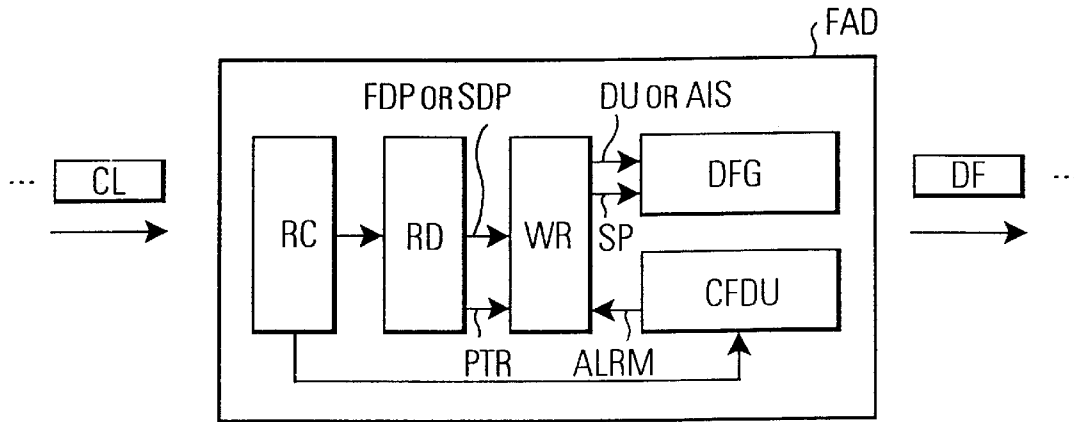 FAD
FDP OR SDP
DU OR AIS
... CL
RC
RD
WR
DFG
SP
DF ..
CFDU
PTR
ALRM